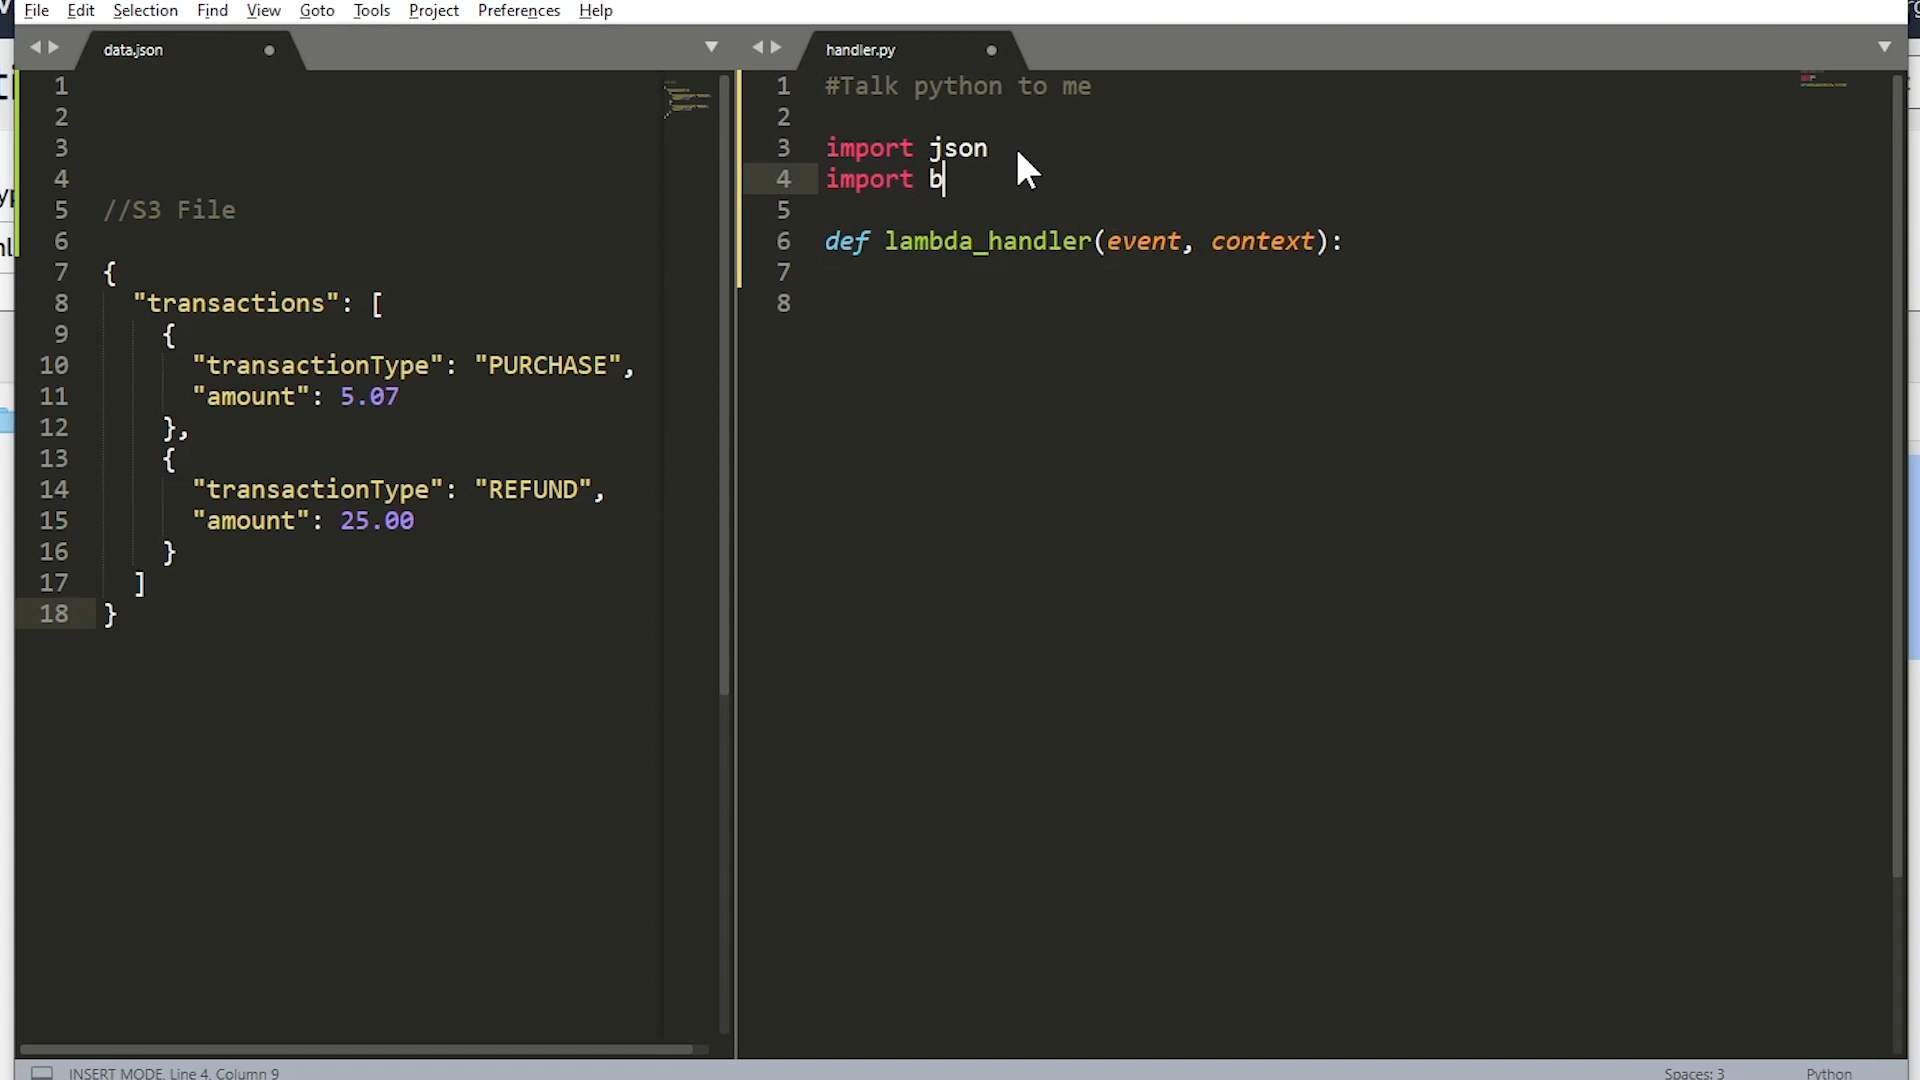 File Edit Selection Find View Goto Tools Project Preferences Help
data.json
handler.py
1
2
3
4
5 //S3 File
6
7 {
8 "transactions": [
9 {
10 "transactionType": "PURCHASE",
11 "amount": 5.07
12 },
13 {
14 "transactionType": "REFUND",
15 "amount": 25.00
16 }
17 ]
18 }
1 #Talk python to me
2
3 import json
4 import b
5
6 def lambda_handler(event, context):
7
8
INSERT MODE, Line 4, Column 9
Spaces: 3
Python